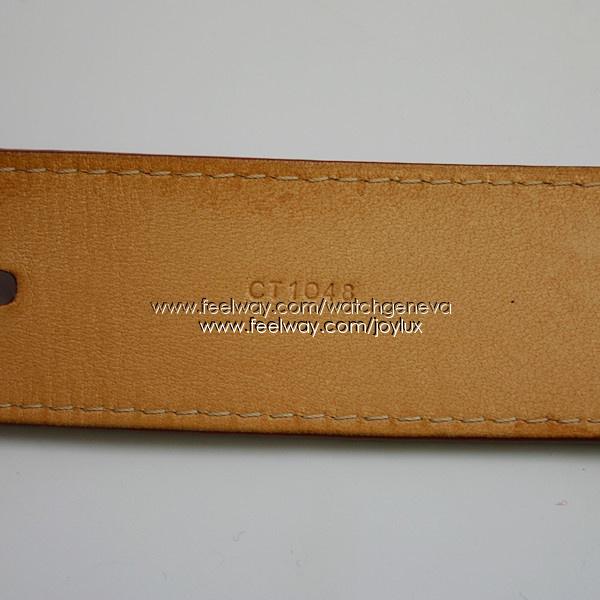 CT1048
www.feelway.com/watchgeneva
www.feelway.com/joylux